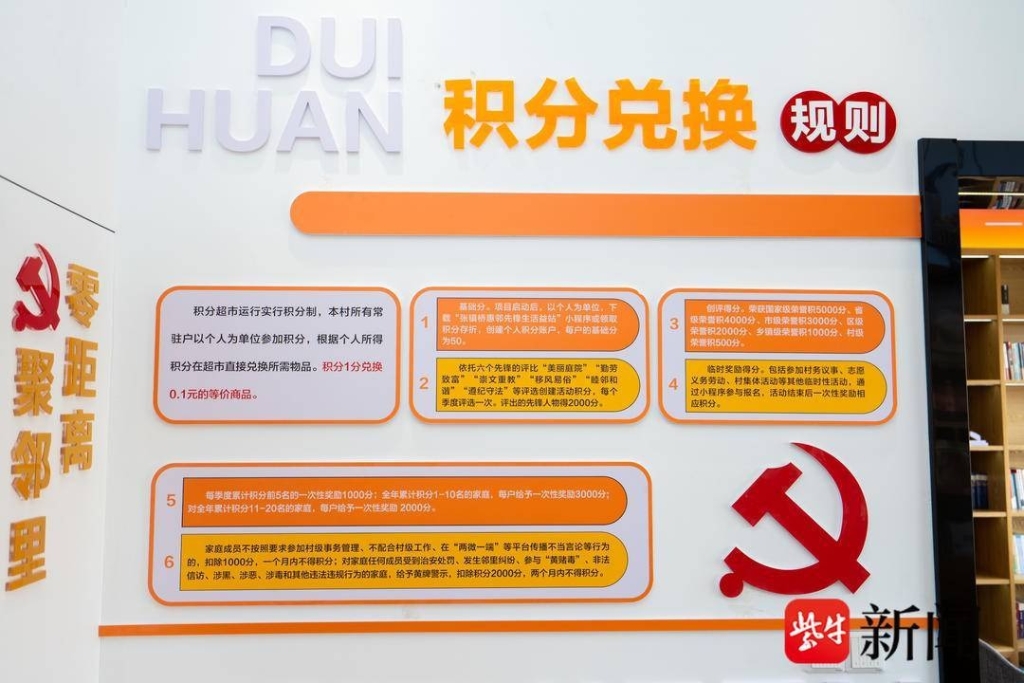 DUI
HUAN
积分兑换 规则
零距离
聚邻里
积分超市运行实行积分制，本村所有常
驻户以个人为单位参加积分，根据个人所得
积分在超市直接兑换所需物品。积分1分兑换
0.1元的等价商品。
1
基础分。项目启动后，以个人为单位，下
载“张镇桥惠邻先锋生活益站”小程序或领取
积分存折，创建个人积分账户，每户的基础分
为50。
2
依托六个先锋的评比“美丽庭院”“勤劳
致富”“崇文重教”“移风易俗”“睦邻和
谐”“遵纪守法”等评选创建活动积分，每个
季度评选一次。评出的先锋人物得2000分。
3
创评得分。荣获国家级荣誉积5000分、省
级荣誉积4000分、市级荣誉积3000分、区级
荣誉积2000分、乡镇级荣誉积1000分，村级
荣誉积500分。
4
临时奖励得分。包括参加村务议事、志愿
义务劳动、村集体活动等其他临时性活动，通
过小程序参与报名，活动结束后一次性奖励相
应积分。
5
每季度累计积分前5名的一次性奖励1000分；全年累计积分1-10名的家庭，每户给予一次性奖励3000分；
对全年累计积分11-20名的家庭，每户给予一次性奖励 2000分。
6
家庭成员不按照要求参加村级事务管理、不配合村级工作、在“两微一端”等平台传播不当言论等行为
的，扣除1000分，一个月内不得积分；对家庭任何成员受到治安处罚、发生邻里纠纷、参与“黄赌毒”、非法
信访、涉黑、涉恶、涉毒和其他违法违规行为的家庭，给予黄牌警示，扣除积分2000分，两个月内不得积分。
紫牛 新闻